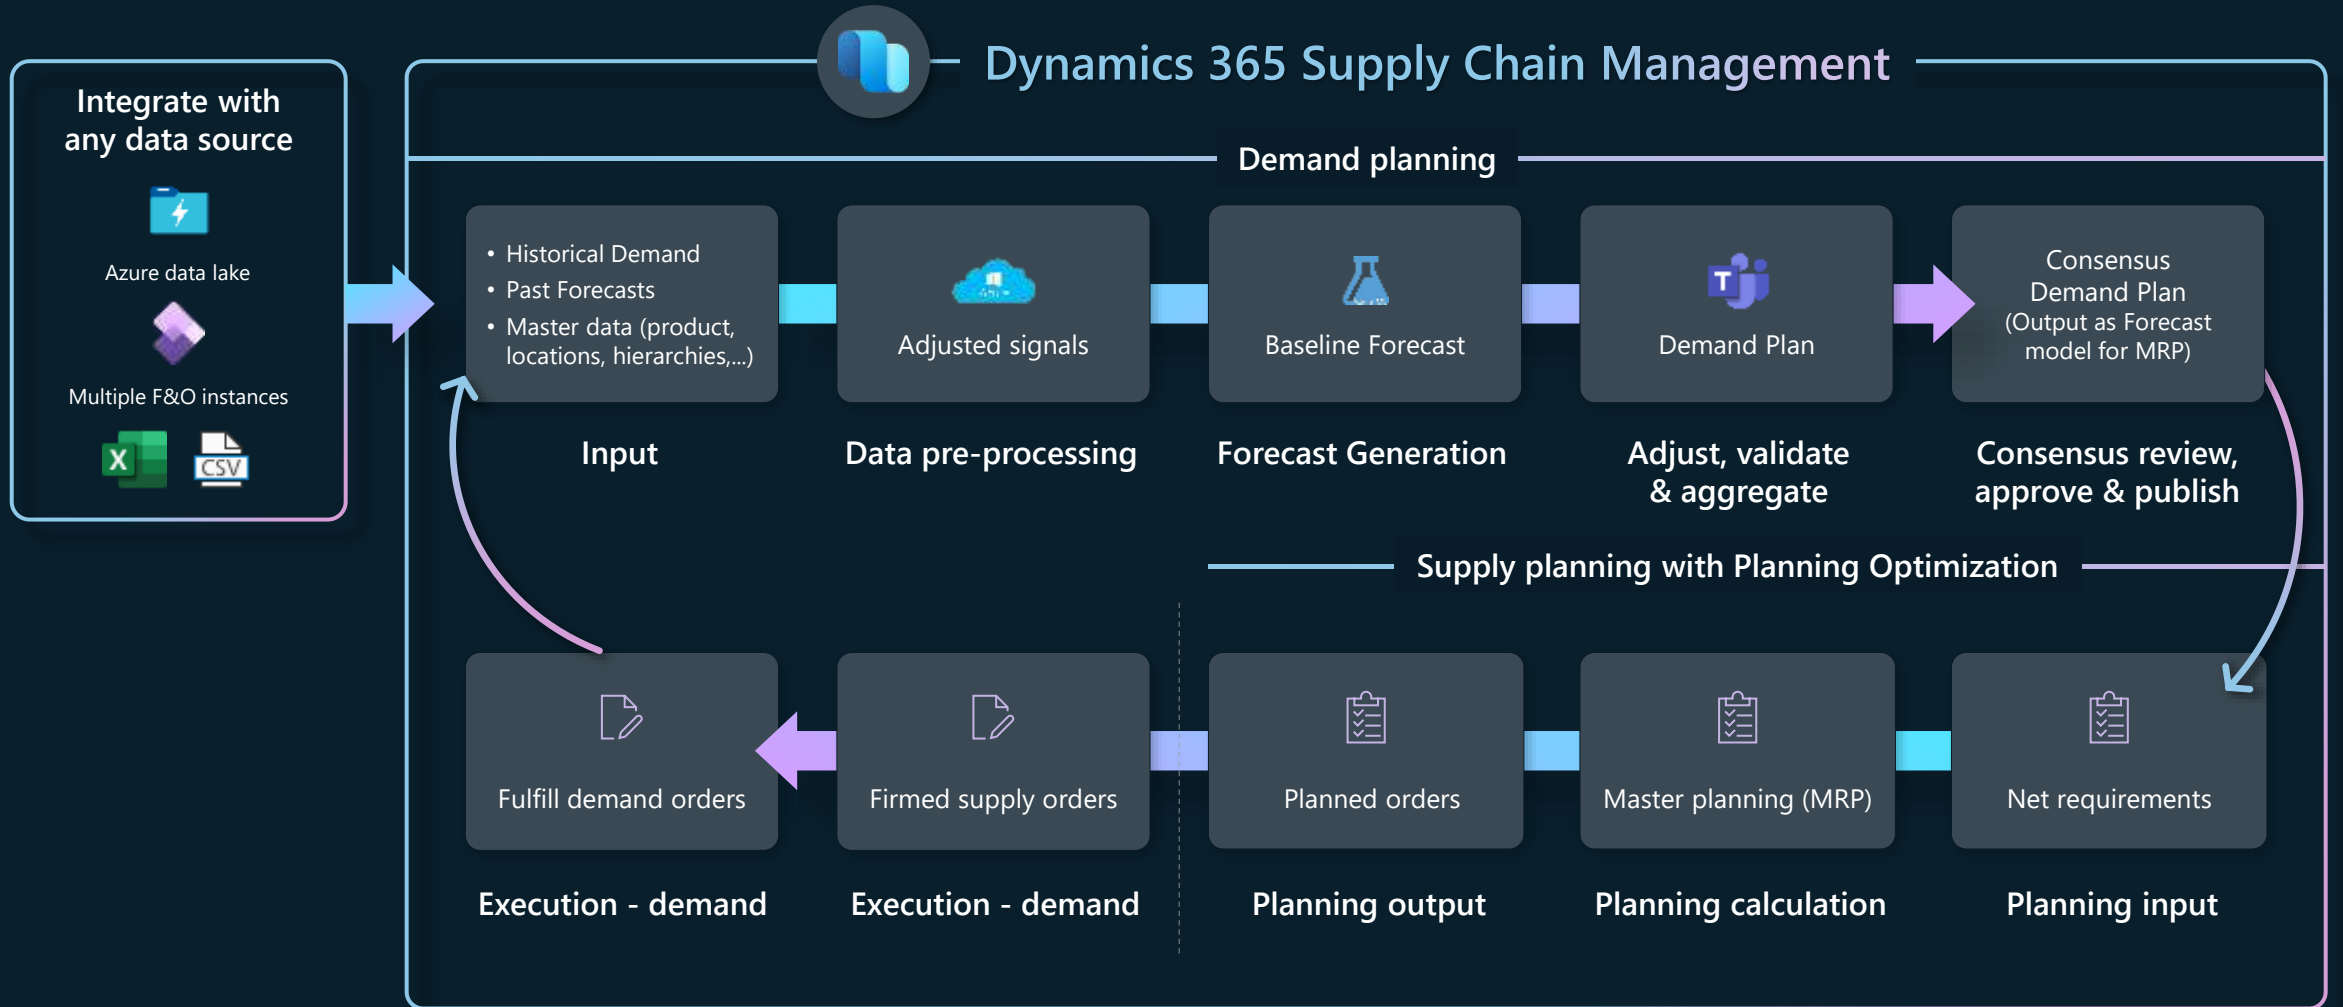 Dynamics 365 Supply Chain Management
Integrate with
any data source
Azure data lake
Multiple F&O instances
X
CSV
Demand planning
• Historical Demand
• Past Forecasts
• Master data (product,
locations, hierarchies,...)
Input
Adjusted signals
Data pre-processing
Baseline Forecast
Forecast Generation
T
Demand Plan
Adjust, validate
& aggregate
Consensus
Demand Plan
(Output as Forecast
model for MRP)
Consensus review,
approve & publish
Supply planning with Planning Optimization
Fulfill demand orders
Execution - demand
Firmed supply orders
Execution - demand
Planned orders
Planning output
Master planning (MRP)
Planning calculation
Net requirements
Planning input